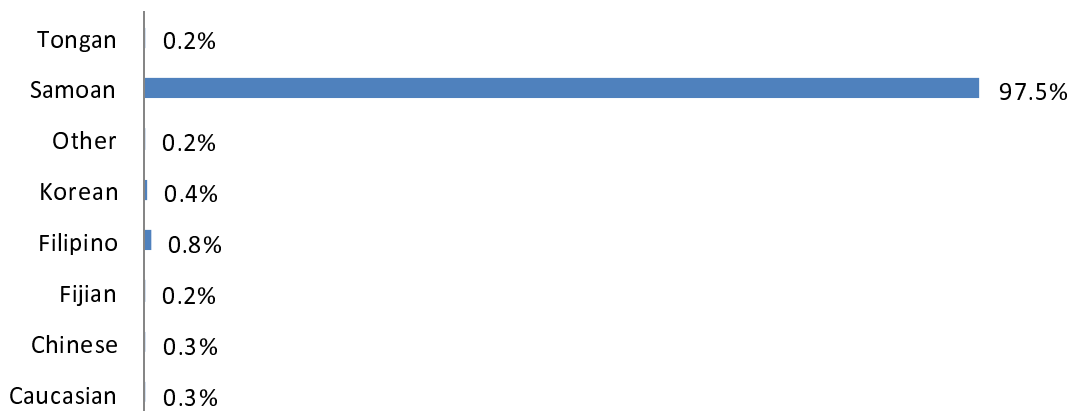 Tongan 0.2%
Samoan 97.5%
Other 0.2%
Korean 0.4%
Filipino 0.8%
Fijian 0.2%
Chinese 0.3%
Caucasian 0.3%